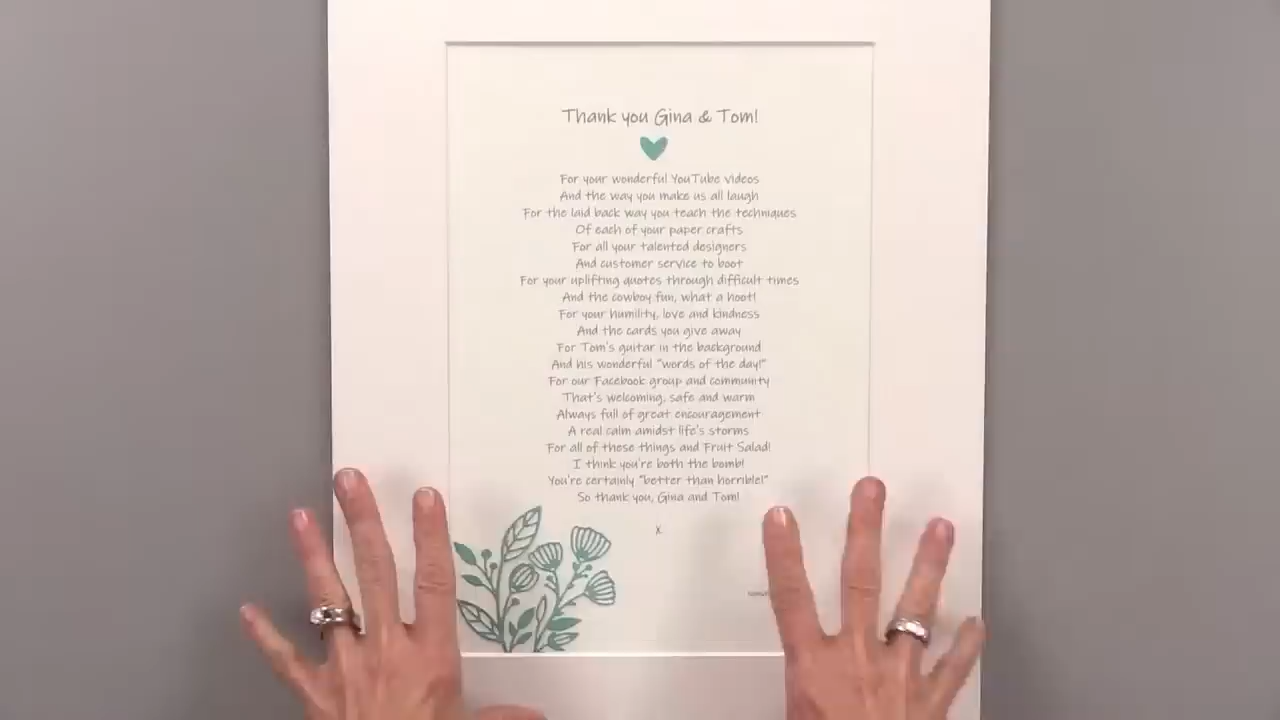 Thank you Gina & Tom!
For your wonderful YouTube videos
And the way you make us all laugh
For the laid back way you teach the techniques
Of each of your paper crafts
For all your talented designers
And customer service to boot
For your uplifting quotes through difficult times
And the cowboy fun, what a hoot!
For your humility, love and kindness
And the cards you give away
For Tom's guitar in the background
And his wonderful "words of the day!"
For our Facebook group and community
That's welcoming, safe and warm
Always full of great encouragement
A real calm amidst life's storms
For all of these things and Fruit Salad!
I think you're both the bomb!
You're certainly "better than horrible!"
So thank you, Gina and Tom!
x